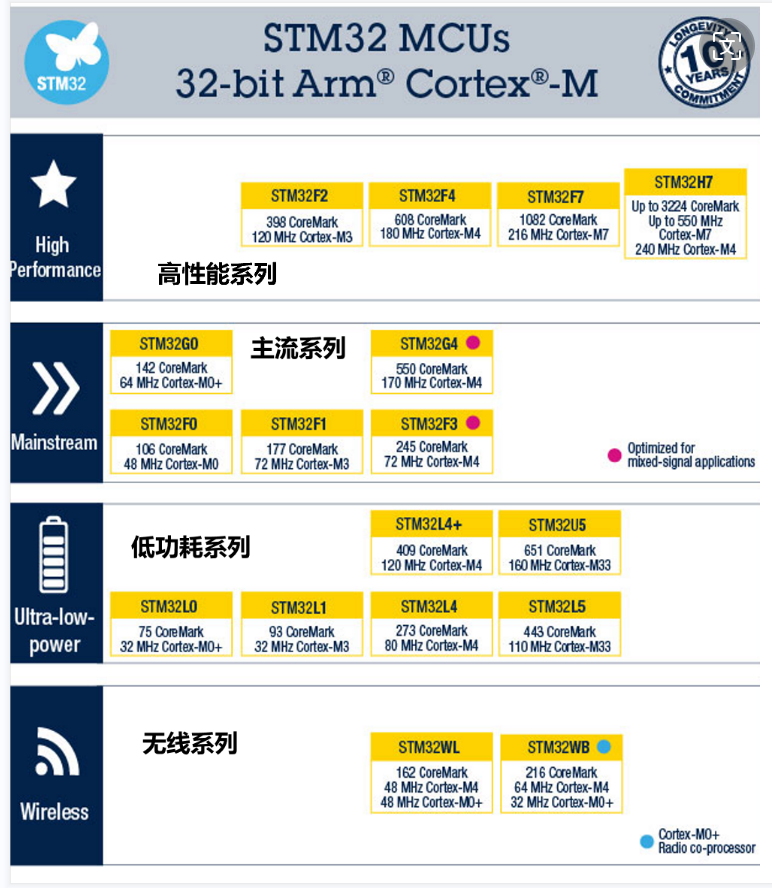 STM32
STM32 MCUs
32-bit Arm® Cortex®-M
LONGEVITY
10
YEARS
COMMITMENT
文
High
Performance
STM32F2
398 CoreMark
120 MHz Cortex-M3
STM32F4
608 CoreMark
180 MHz Cortex-M4
STM32F7
1082 CoreMark
216 MHz Cortex-M7
STM32H7
Up to 3224 CoreMark
Up to 550 MHz
Cortex-M7
240 MHz Cortex-M4
高性能系列
Mainstream
STM32G0
142 CoreMark
64 MHz Cortex-M0+
主流系列
STM32G4
550 CoreMark
170 MHz Cortex-M4
STM32F0
106 CoreMark
48 MHz Cortex-M0
STM32F1
177 CoreMark
72 MHz Cortex-M3
STM32F3
245 CoreMark
72 MHz Cortex-M4
Optimized for
mixed-signal applications
Ultra-low-
power
低功耗系列
STM32L4+
409 CoreMark
120 MHz Cortex-M4
STM32U5
651 CoreMark
160 MHz Cortex-M33
STM32L0
75 CoreMark
32 MHz Cortex-M0+
STM32L1
93 CoreMark
32 MHz Cortex-M3
STM32L4
273 CoreMark
80 MHz Cortex-M4
STM32L5
443 CoreMark
110 MHz Cortex-M33
Wireless
无线系列
STM32WL
162 CoreMark
48 MHz Cortex-M4
48 MHz Cortex-M0+
STM32WB
216 CoreMark
64 MHz Cortex-M4
32 MHz Cortex-M0+
Cortex-M0+
Radio co-processor